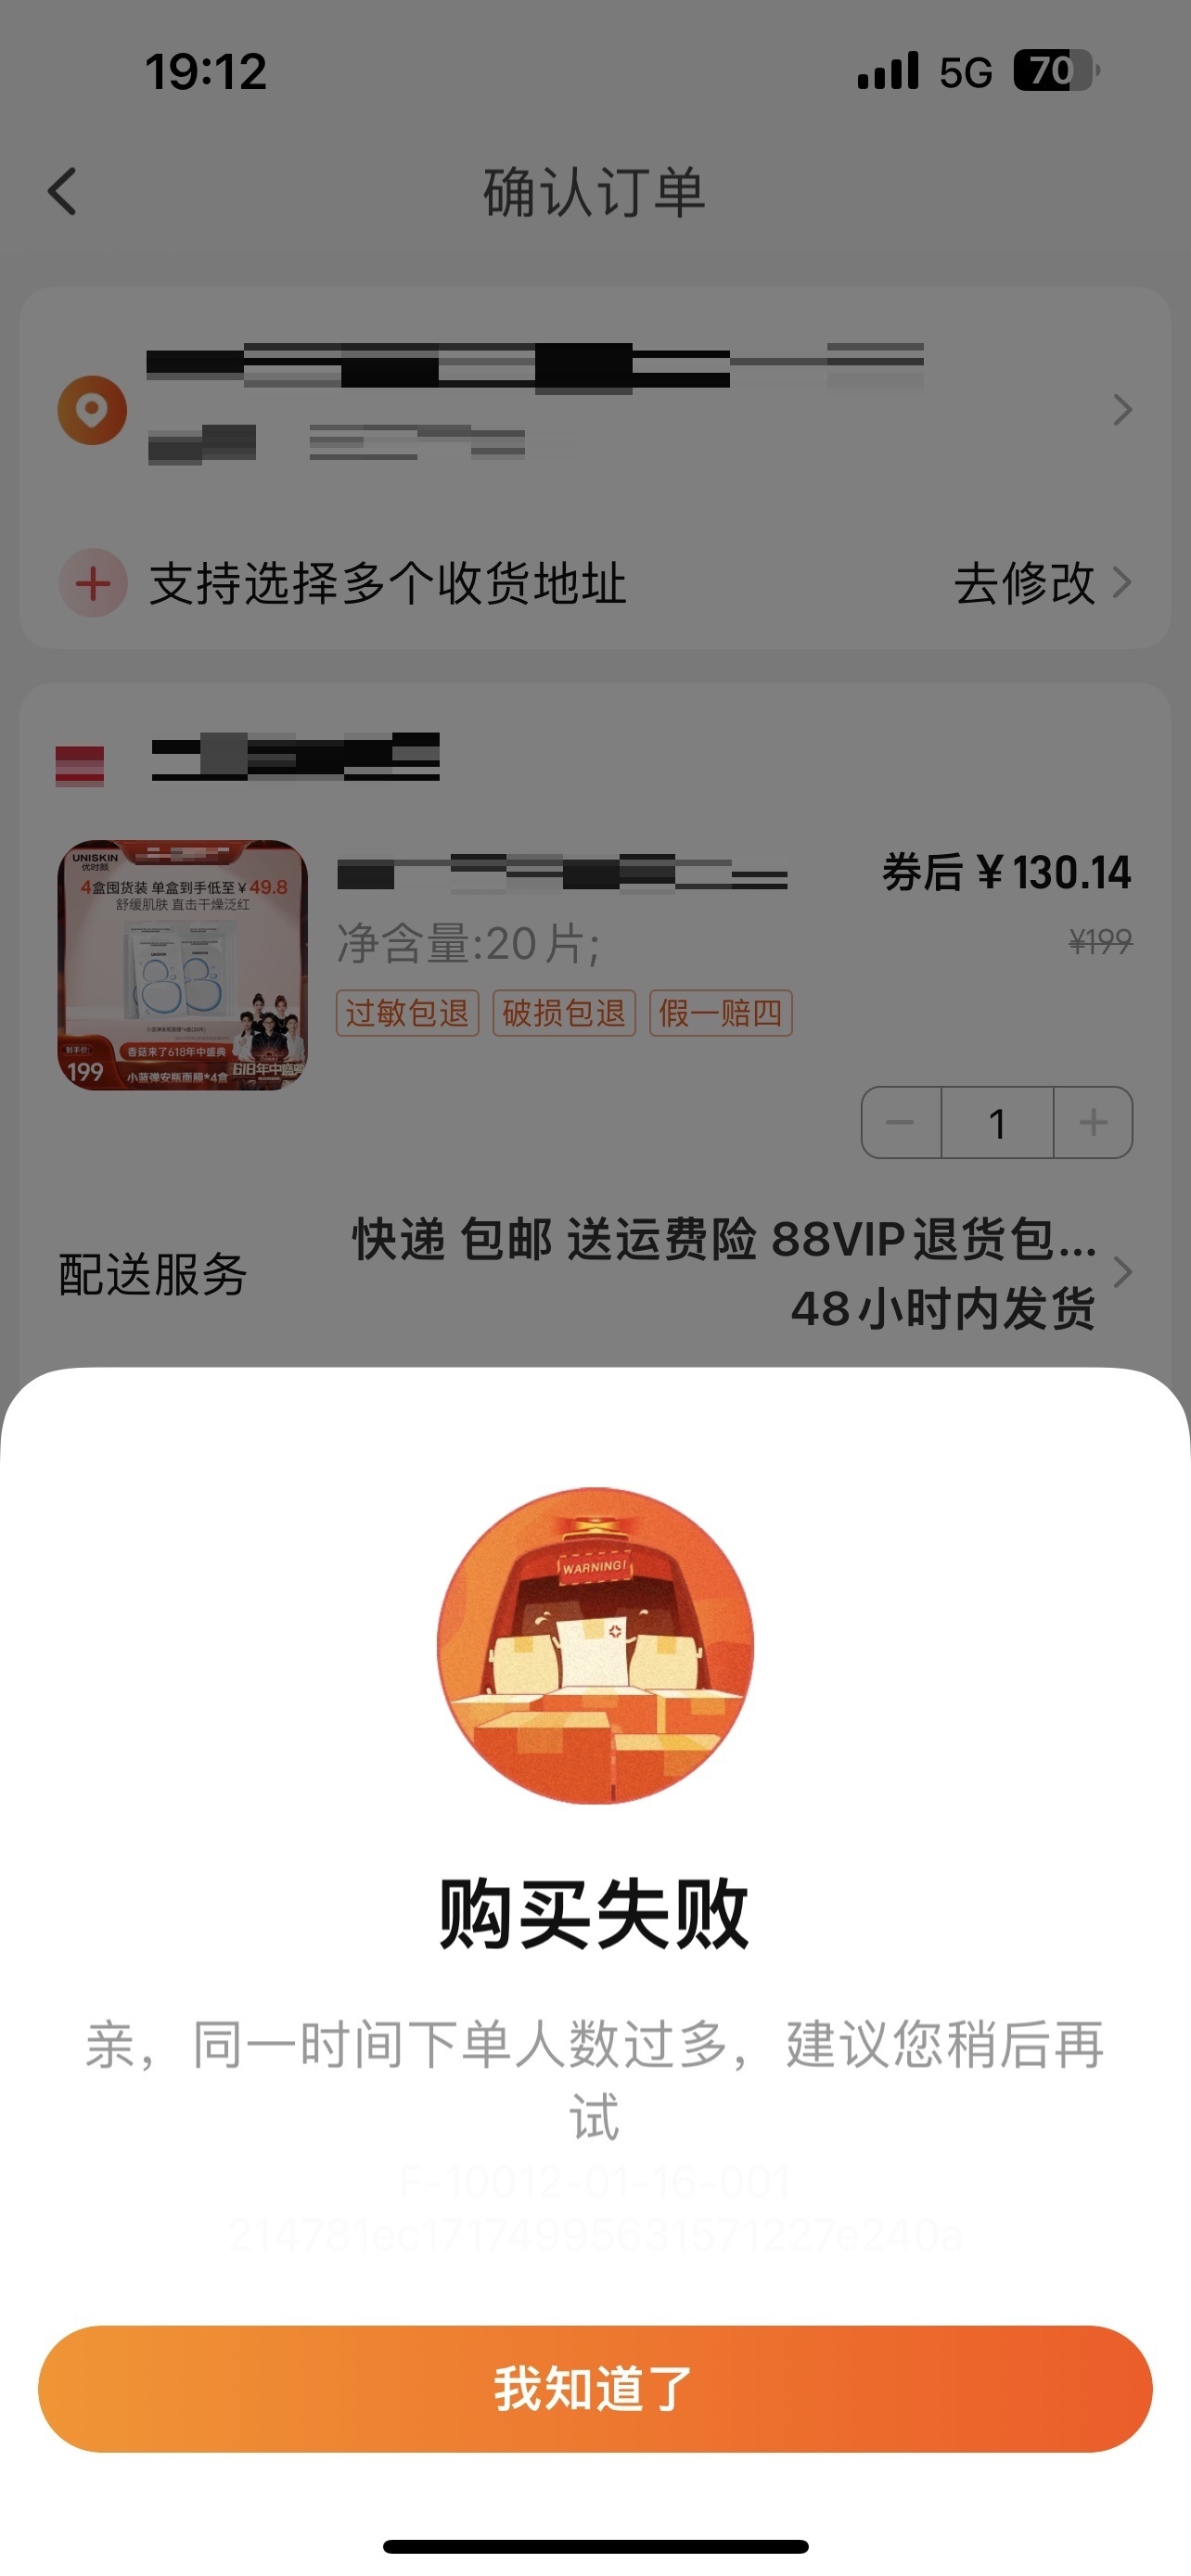 19:12
5G 70
确认订单
支持选择多个收货地址
去修改
UNISKIN
优时颜
4盒囤货装 单盒到手低至¥49.8
舒缓肌肤 直击干燥泛红
到手价:
199
香菇来了618年中盛典
小蓝弹安瓶面膜*4盒
618年中盛典
券后 ¥130.14
净含量:20片;
¥199
过敏包退
破损包退
假一赔四
1
配送服务
快递 包邮 送运费险 88VIP退货包...
48小时内发货
WARNING!
购买失败
亲，同一时间下单人数过多，建议您稍后再
试
F-10012-01-16-001
214781ec17174995631571227e240a
我知道了